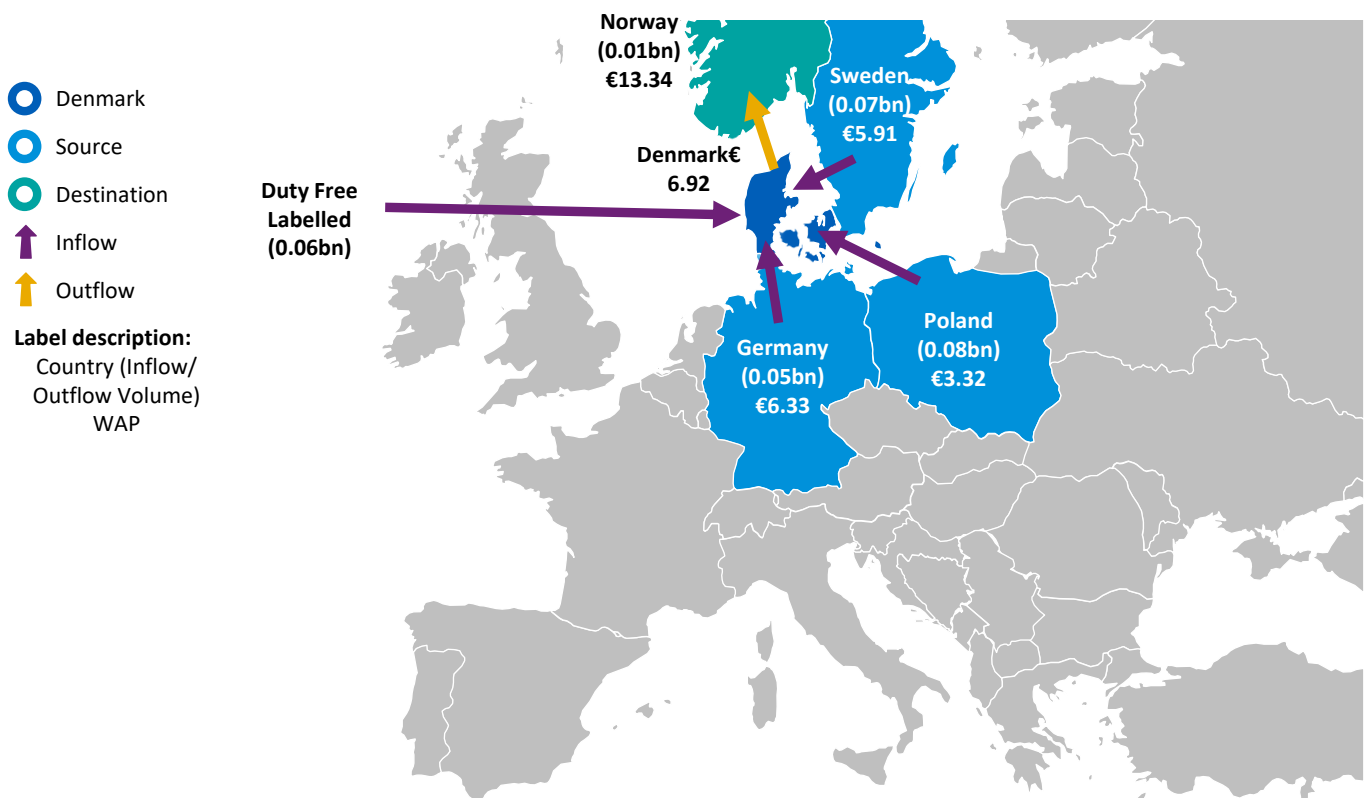 Denmark
Source
Destination
Inflow
Outflow
Label description:
Country (Inflow/
Outflow Volume)
WAP
Duty Free
Labelled
(0.06bn)
Norway
(0.01bn)
€13.34
Sweden
(0.07bn)
€5.91
Denmark€
6.92
Germany
(0.05bn)
€6.33
Poland
(0.08bn)
€3.32